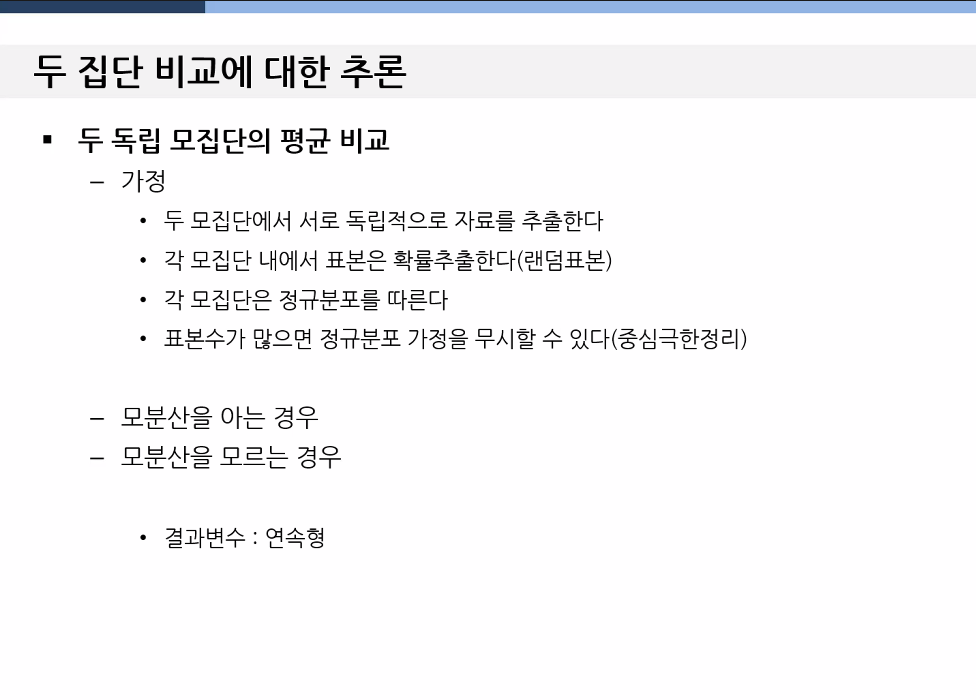 두 집단 비교에 대한 추론
▪ 두 독립 모집단의 평균 비교
– 가정
• 두 모집단에서 서로 독립적으로 자료를 추출한다
• 각 모집단 내에서 표본은 확률추출한다(랜덤표본)
• 각 모집단은 정규분포를 따른다
• 표본수가 많으면 정규분포 가정을 무시할 수 있다(중심극한정리)
– 모분산을 아는 경우
– 모분산을 모르는 경우
• 결과변수 : 연속형